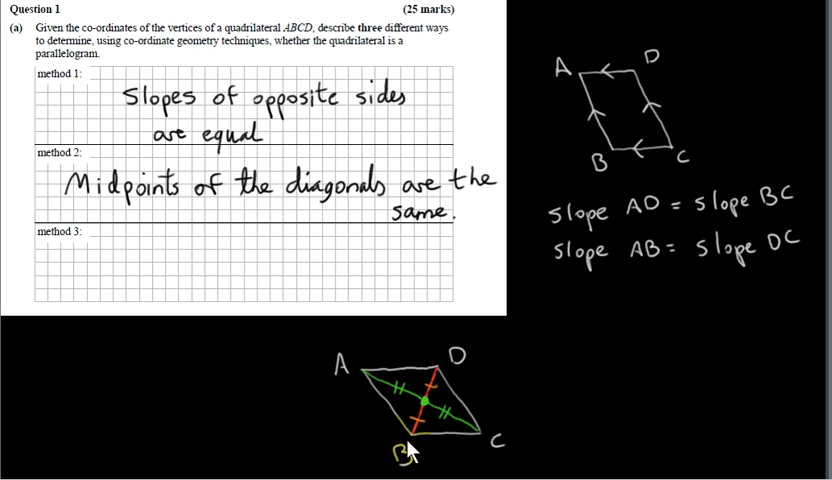 Question 1 (25 marks)
(a) Given the co-ordinates of the vertices of a quadrilateral ABCD, describe three different ways
to determine, using co-ordinate geometry techniques, whether the quadrilateral is a
parallelogram.
method 1:
Slopes of opposite sides
are equal
method 2:
Midpoints of the diagonals are the
same.
method 3:
A D
B C
slope AD = slope BC
slope AB = slope DC
A D
B C